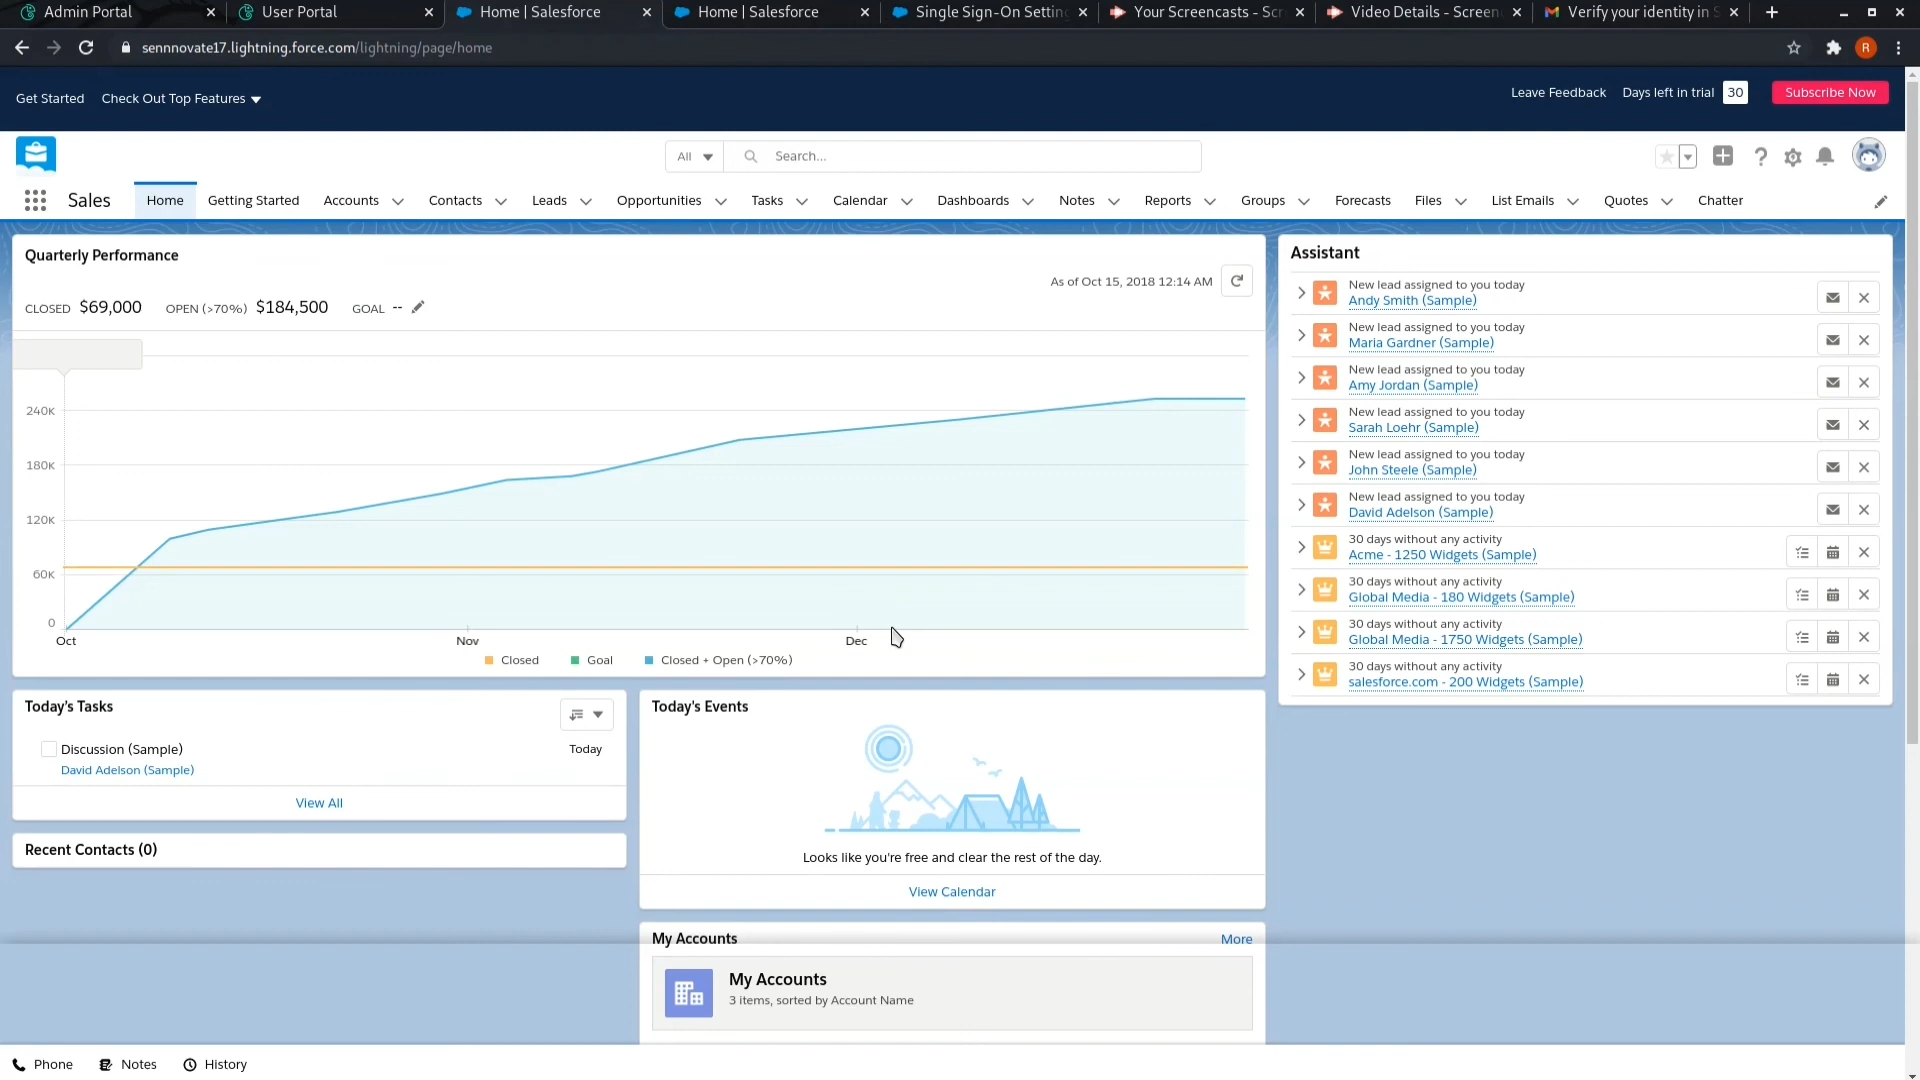 Admin Portal
User Portal
Home | Salesforce
Home | Salesforce
Single Sign-On Settin
Your Screencasts - Scr
Video Details - Screen
Verify your identity in S
sennnovate17.lightning.force.com/lightning/page/home
R
Get Started
Check Out Top Features
Leave Feedback
Days left in trial
30
Subscribe Now
All
Search...
Sales
Home
Getting Started
Accounts
Contacts
Leads
Opportunities
Tasks
Calendar
Dashboards
Notes
Reports
Groups
Forecasts
Files
List Emails
Quotes
Chatter
Quarterly Performance
As of Oct 15, 2018 12:14 AM
CLOSED $69,000 OPEN (>70%) $184,500 GOAL --
240K
180K
120K
60K
0
Oct
Nov
Dec
Closed
Goal
Closed + Open (>70%)
Assistant
New lead assigned to you today
Andy Smith (Sample)
New lead assigned to you today
Maria Gardner (Sample)
New lead assigned to you today
Amy Jordan (Sample)
New lead assigned to you today
Sarah Loehr (Sample)
New lead assigned to you today
John Steele (Sample)
New lead assigned to you today
David Adelson (Sample)
30 days without any activity
Acme - 1250 Widgets (Sample)
30 days without any activity
Global Media - 180 Widgets (Sample)
30 days without any activity
Global Media - 1750 Widgets (Sample)
30 days without any activity
salesforce.com - 200 Widgets (Sample)
Today's Tasks
Discussion (Sample)
Today
David Adelson (Sample)
View All
Recent Contacts (0)
Today's Events
Looks like you're free and clear the rest of the day.
View Calendar
My Accounts
More
My Accounts
3 items, sorted by Account Name
Phone
Notes
History